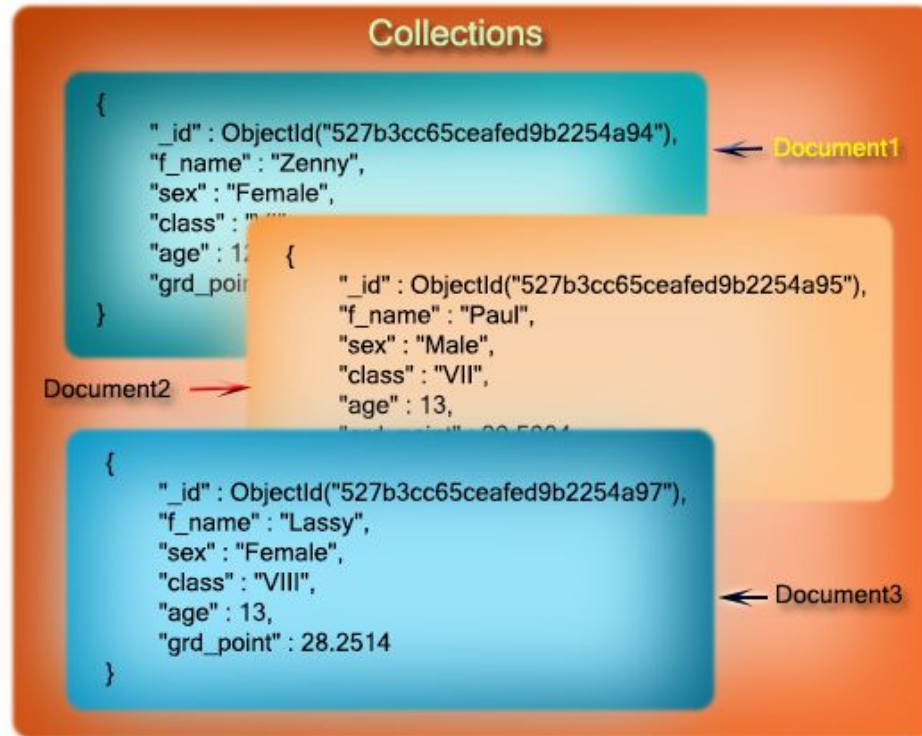 Collections
{
"_id" : ObjectId("527b3cc65ceafed9b2254a94"),
"f_name" : "Zenny",
"sex" : "Female",
"class" :
"age" :
}
Document1
{
"_id" : ObjectId("527b3cc65ceafed9b2254a95"),
"f_name" : "Paul",
"sex" : "Male",
"class" : "VII",
"age" : 13,
Document2
{
"_id" : ObjectId("527b3cc65ceafed9b2254a97"),
"f_name" : "Lassy",
"sex" : "Female",
"class" : "VIII",
"age" : 13,
"grd_point" : 28.2514
}
Document3